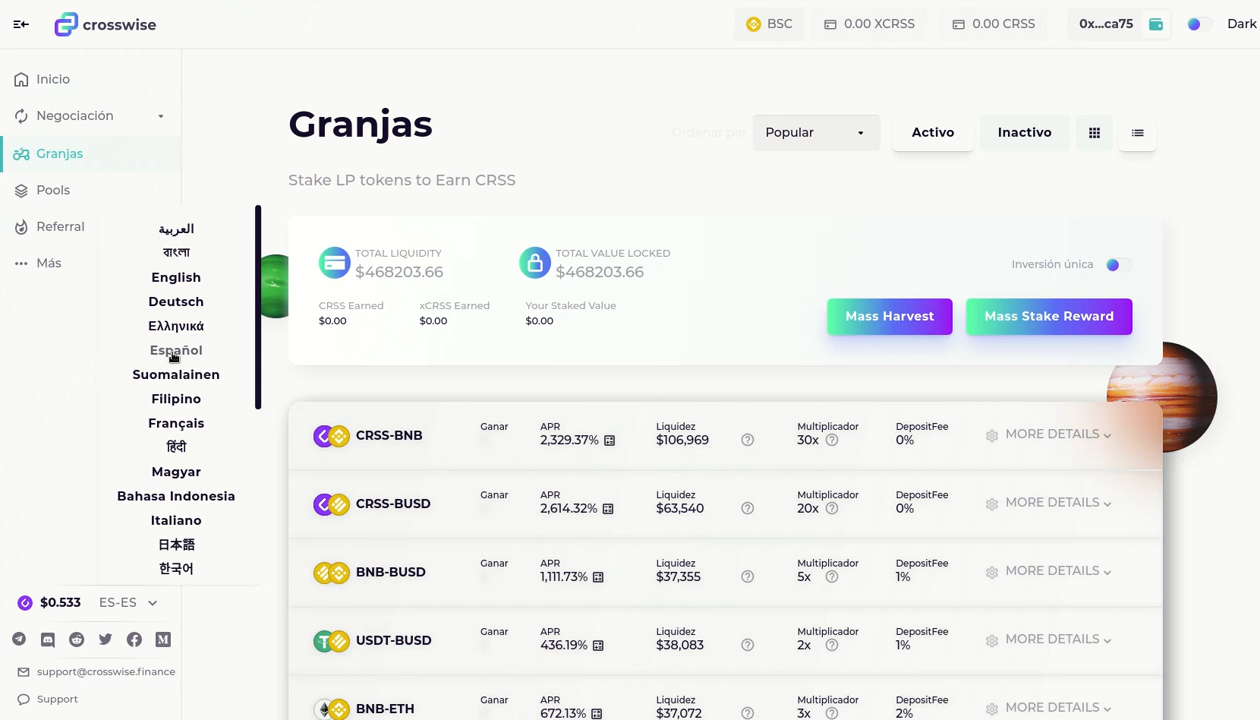 crosswise
BSC
0.00 XCRSS
0.00 CRSS
0x...ca75
Dark
Inicio
Negociación
Granjas
Pools
Referral
Más
العربية
বাংলা
English
Deutsch
Ελληνικά
Español
Suomalainen
Filipino
Français
हिंदी
Magyar
Bahasa Indonesia
Italiano
日本語
한국어
$0.533 ES-ES
support@crosswise.finance
Support
Granjas
Ordenar por
Popular
Activo
Inactivo
Stake LP tokens to Earn CRSS
TOTAL LIQUIDITY
$468203.66
TOTAL VALUE LOCKED
$468203.66
Inversión única
CRSS Earned
$0.00
xCRSS Earned
$0.00
Your Staked Value
$0.00
Mass Harvest
Mass Stake Reward
CRSS-BNB
Ganar
APR
2,329.37%
Liquidez
$106,969
Multiplicador
30x
DepositFee
0%
MORE DETAILS
CRSS-BUSD
Ganar
APR
2,614.32%
Liquidez
$63,540
Multiplicador
20x
DepositFee
0%
MORE DETAILS
BNB-BUSD
Ganar
APR
1,111.73%
Liquidez
$37,355
Multiplicador
5x
DepositFee
1%
MORE DETAILS
USDT-BUSD
Ganar
APR
436.19%
Liquidez
$38,083
Multiplicador
2x
DepositFee
1%
MORE DETAILS
BNB-ETH
Ganar
APR
672.13%
Liquidez
$37,072
Multiplicador
3x
DepositFee
2%
MORE DETAILS